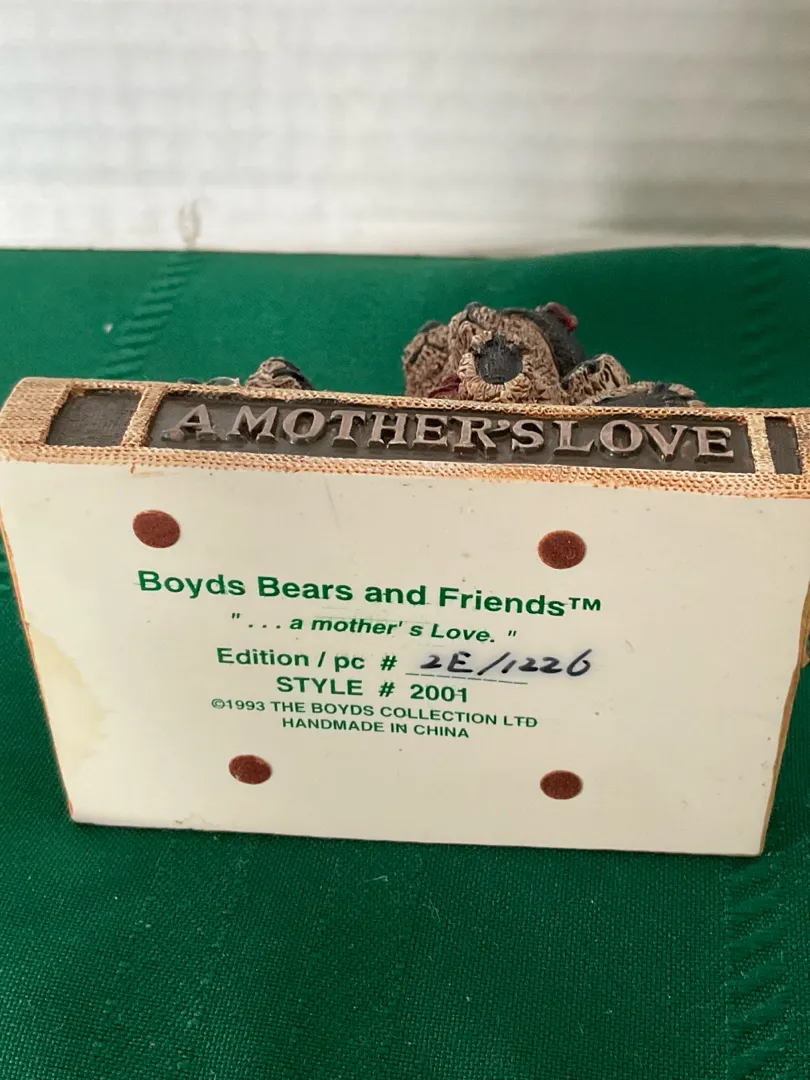 A MOTHER'S LOVE
Boyds Bears and Friends™
"...a mother's Love."
Edition / pc # 2E/1226
STYLE # 2001
©1993 THE BOYDS COLLECTION LTD
HANDMADE IN CHINA